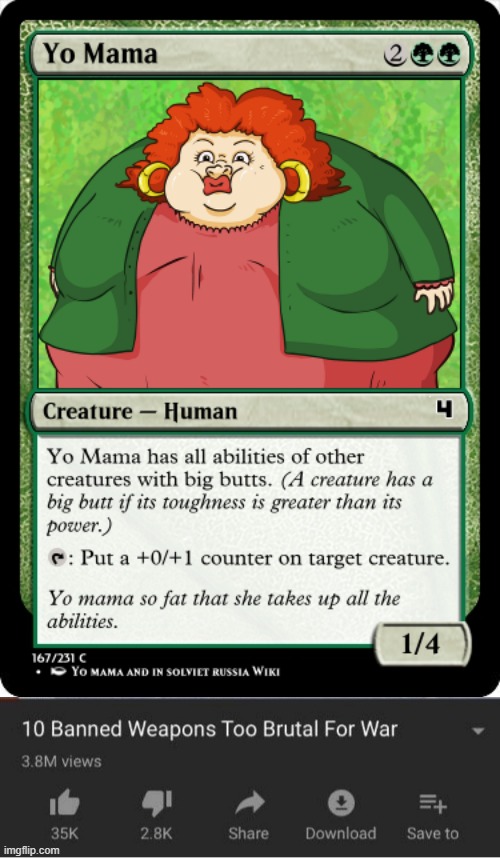 Yo Mama 2
4
Creature — Human
Yo Mama has all abilities of other
creatures with big butts. (A creature has a
big butt if its toughness is greater than its
power.)
: Put a +0/+1 counter on target creature.
Yo mama so fat that she takes up all the
abilities.
1/4
167/231 C
• YO MAMA AND IN SOLVIET RUSSIA WIKI
10 Banned Weapons Too Brutal For War
3.8M views
35K 2.8K Share Download Save to
imgflip.com